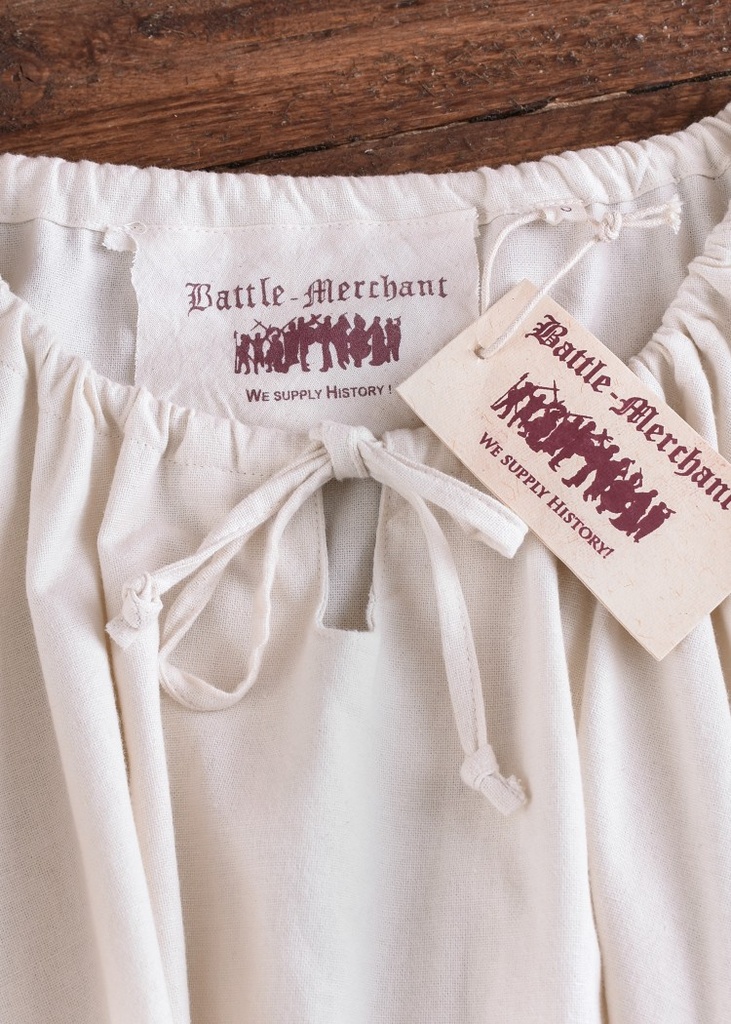 Battle-Merchant
WE SUPPLY HISTORY !
Battle-Merchant
WE SUPPLY HISTORY!